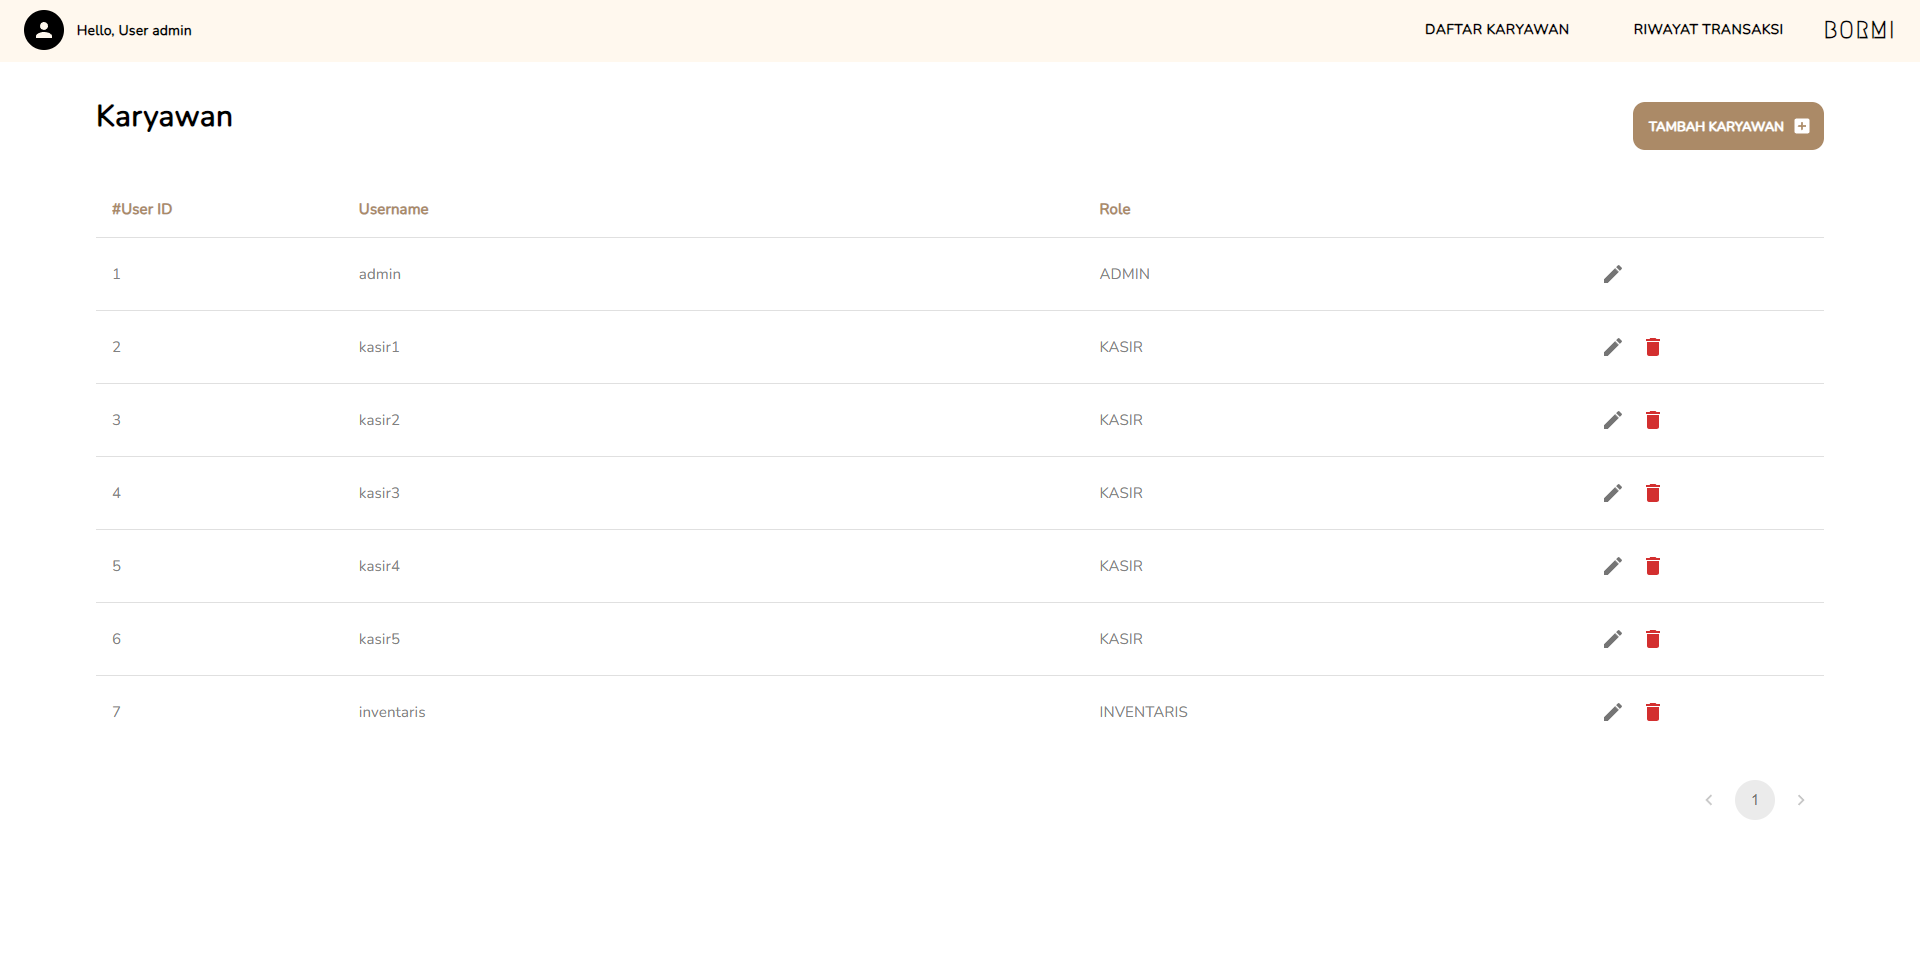 Hello, User admin
DAFTAR KARYAWAN
RIWAYAT TRANSAKSI
BORMI
Karyawan
TAMBAH KARYAWAN
#User ID Username Role
1 admin ADMIN
2 kasir1 KASIR
3 kasir2 KASIR
4 kasir3 KASIR
5 kasir4 KASIR
6 kasir5 KASIR
7 inventaris INVENTARIS
1